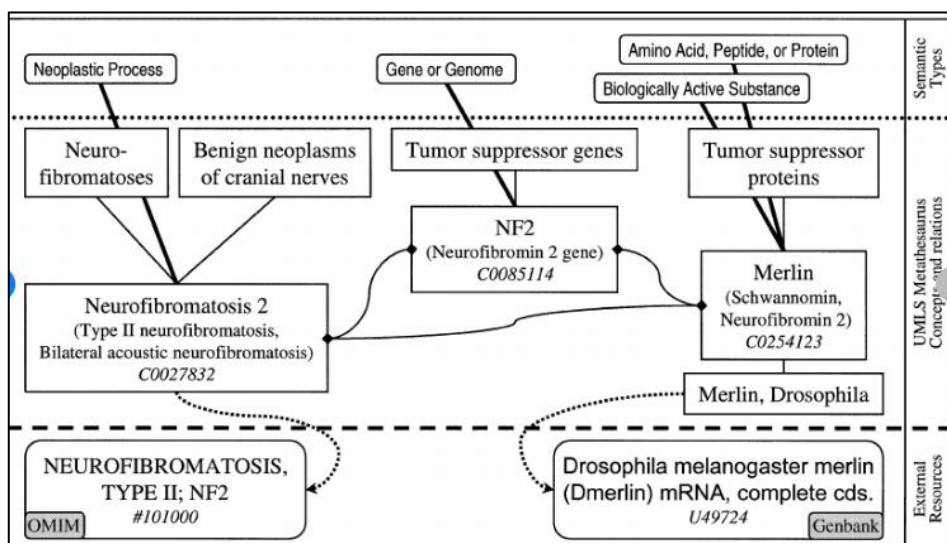 Neoplastic Process
Gene or Genome
Amino Acid, Peptide, or Protein
Biologically Active Substance
Semantic
Types
Neuro-
fibromatoses
Benign neoplasms
of cranial nerves
Tumor suppressor genes
Tumor suppressor
proteins
NF2
(Neurofibromin 2 gene)
C0085114
Neurofibromatosis 2
(Type II neurofibromatosis,
Bilateral acoustic neurofibromatosis)
C0027832
Merlin
(Schwannomin,
Neurofibromin 2)
C0254123
Merlin, Drosophila
UMLS Metathesaurus
Concepts and relations
NEUROFIBROMATOSIS,
TYPE II; NF2
#101000
OMIM
Drosophila melanogaster merlin
(Dmerlin) mRNA, complete cds.
U49724
Genbank
External
Resources